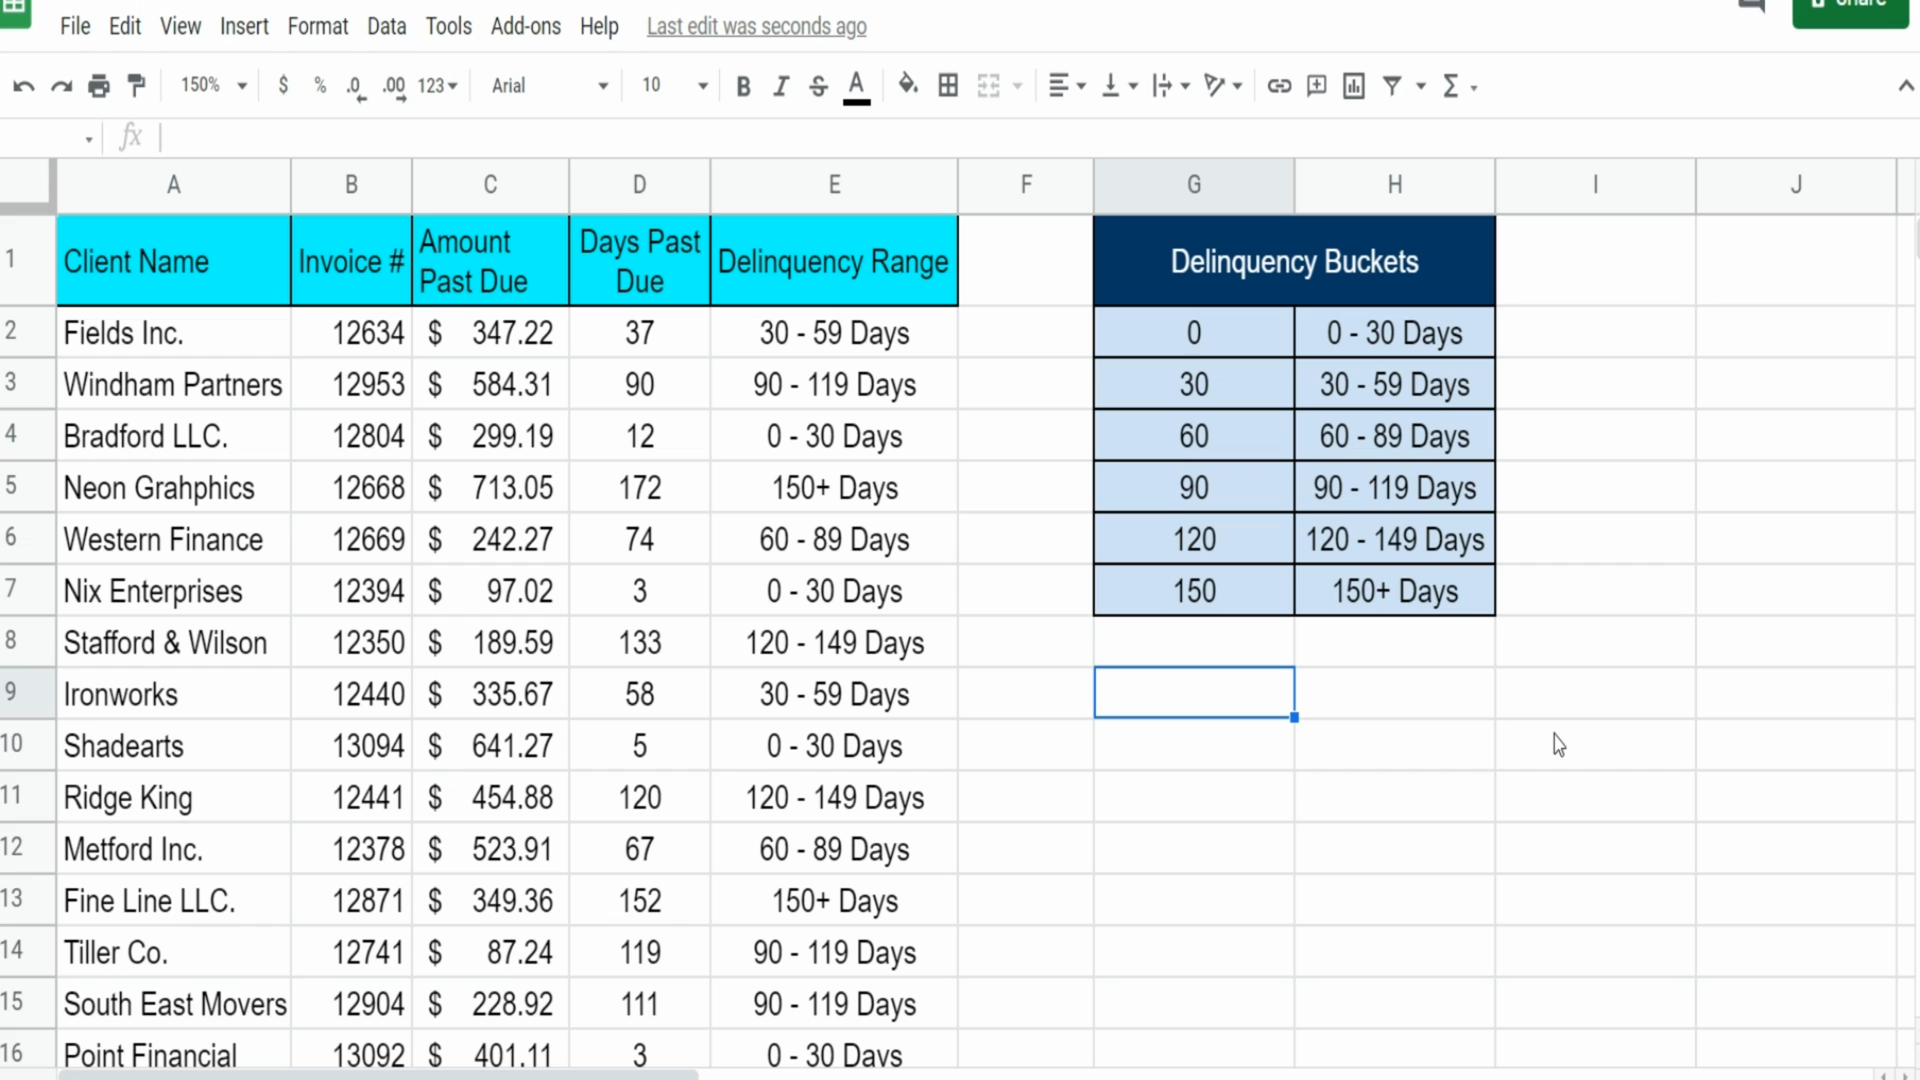 Share
File Edit View Insert Format Data Tools Add-ons Help Last edit was seconds ago
150% $ % .0 .00 123 Arial 10 B I S A Σ
fx
A B C D E F G H I J
1 Client Name Invoice # Amount Past Due Days Past Due Delinquency Range Delinquency Buckets
2 Fields Inc. 12634 $ 347.22 37 30 - 59 Days 0 0 - 30 Days
3 Windham Partners 12953 $ 584.31 90 90 - 119 Days 30 30 - 59 Days
4 Bradford LLC. 12804 $ 299.19 12 0 - 30 Days 60 60 - 89 Days
5 Neon Grahphics 12668 $ 713.05 172 150+ Days 90 90 - 119 Days
6 Western Finance 12669 $ 242.27 74 60 - 89 Days 120 120 - 149 Days
7 Nix Enterprises 12394 $ 97.02 3 0 - 30 Days 150 150+ Days
8 Stafford & Wilson 12350 $ 189.59 133 120 - 149 Days
9 Ironworks 12440 $ 335.67 58 30 - 59 Days
10 Shadearts 13094 $ 641.27 5 0 - 30 Days
11 Ridge King 12441 $ 454.88 120 120 - 149 Days
12 Metford Inc. 12378 $ 523.91 67 60 - 89 Days
13 Fine Line LLC. 12871 $ 349.36 152 150+ Days
14 Tiller Co. 12741 $ 87.24 119 90 - 119 Days
15 South East Movers 12904 $ 228.92 111 90 - 119 Days
16 Point Financial 13092 $ 401.11 3 0 - 30 Days